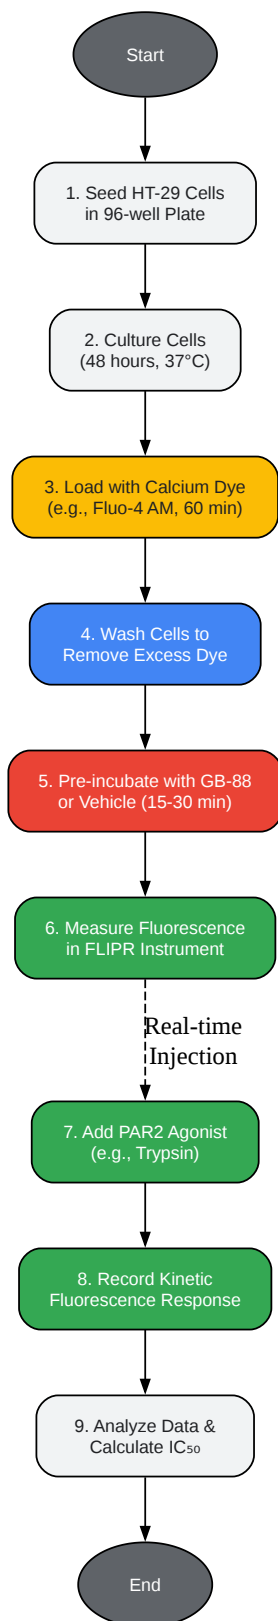 Start
1. Seed HT-29 Cells
in 96-well Plate
2. Culture Cells
(48 hours, 37°C)
3. Load with Calcium Dye
(e.g., Fluo-4 AM, 60 min)
4. Wash Cells to
Remove Excess Dye
5. Pre-incubate with GB-88
or Vehicle (15-30 min)
6. Measure Fluorescence
in FLIPR Instrument
Real-time
Injection
7. Add PAR2 Agonist
(e.g., Trypsin)
8. Record Kinetic
Fluorescence Response
9. Analyze Data &
Calculate IC₅₀
End